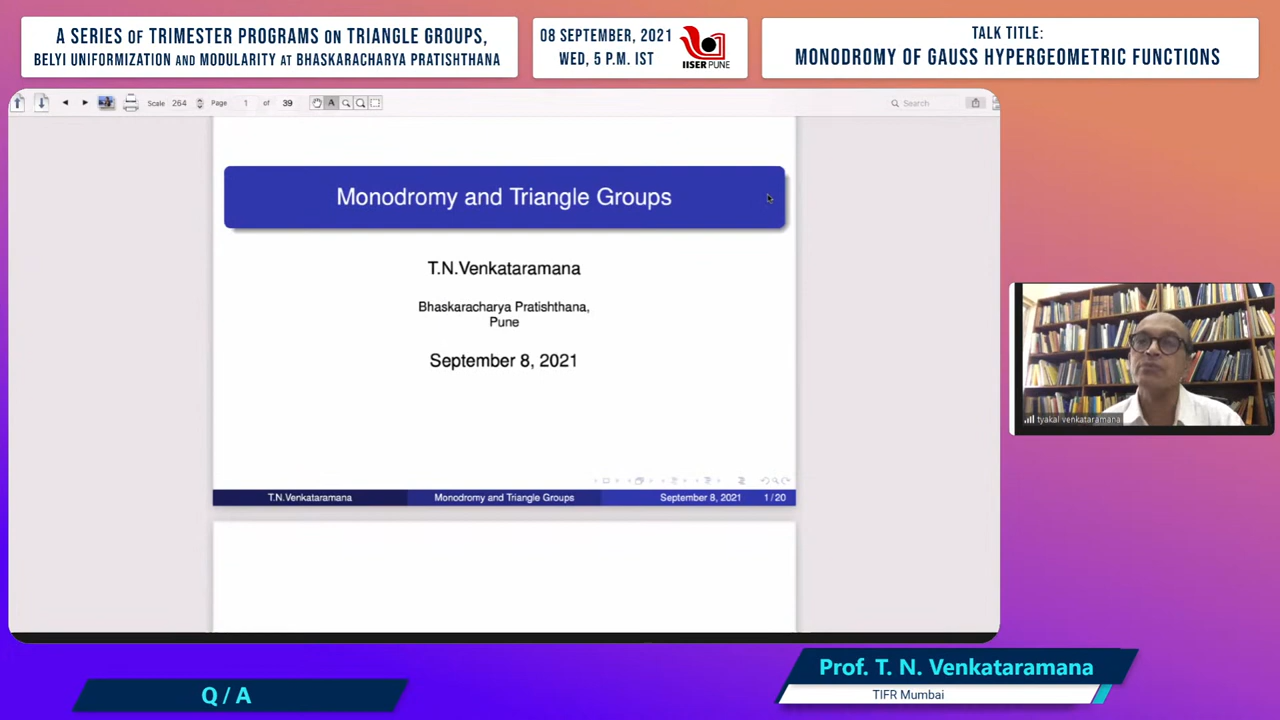 A SERIES OF TRIMESTER PROGRAMS ON TRIANGLE GROUPS,
BELYI UNIFORMIZATION AND MODULARITY AT BHASKARACHARYA PRATISHTHANA
08 SEPTEMBER, 2021
WED, 5 P.M. IST
IISER PUNE
TALK TITLE:
MONODROMY OF GAUSS HYPERGEOMETRIC FUNCTIONS
Scale 264 Page 1 of 39 A Search
Monodromy and Triangle Groups
T.N.Venkataramana
Bhaskaracharya Pratishthana,
Pune
September 8, 2021
T.N.Venkataramana Monodromy and Triangle Groups September 8, 2021 1 / 20
tyakal venkataramana
Q / A
Prof. T. N. Venkataramana
TIFR Mumbai